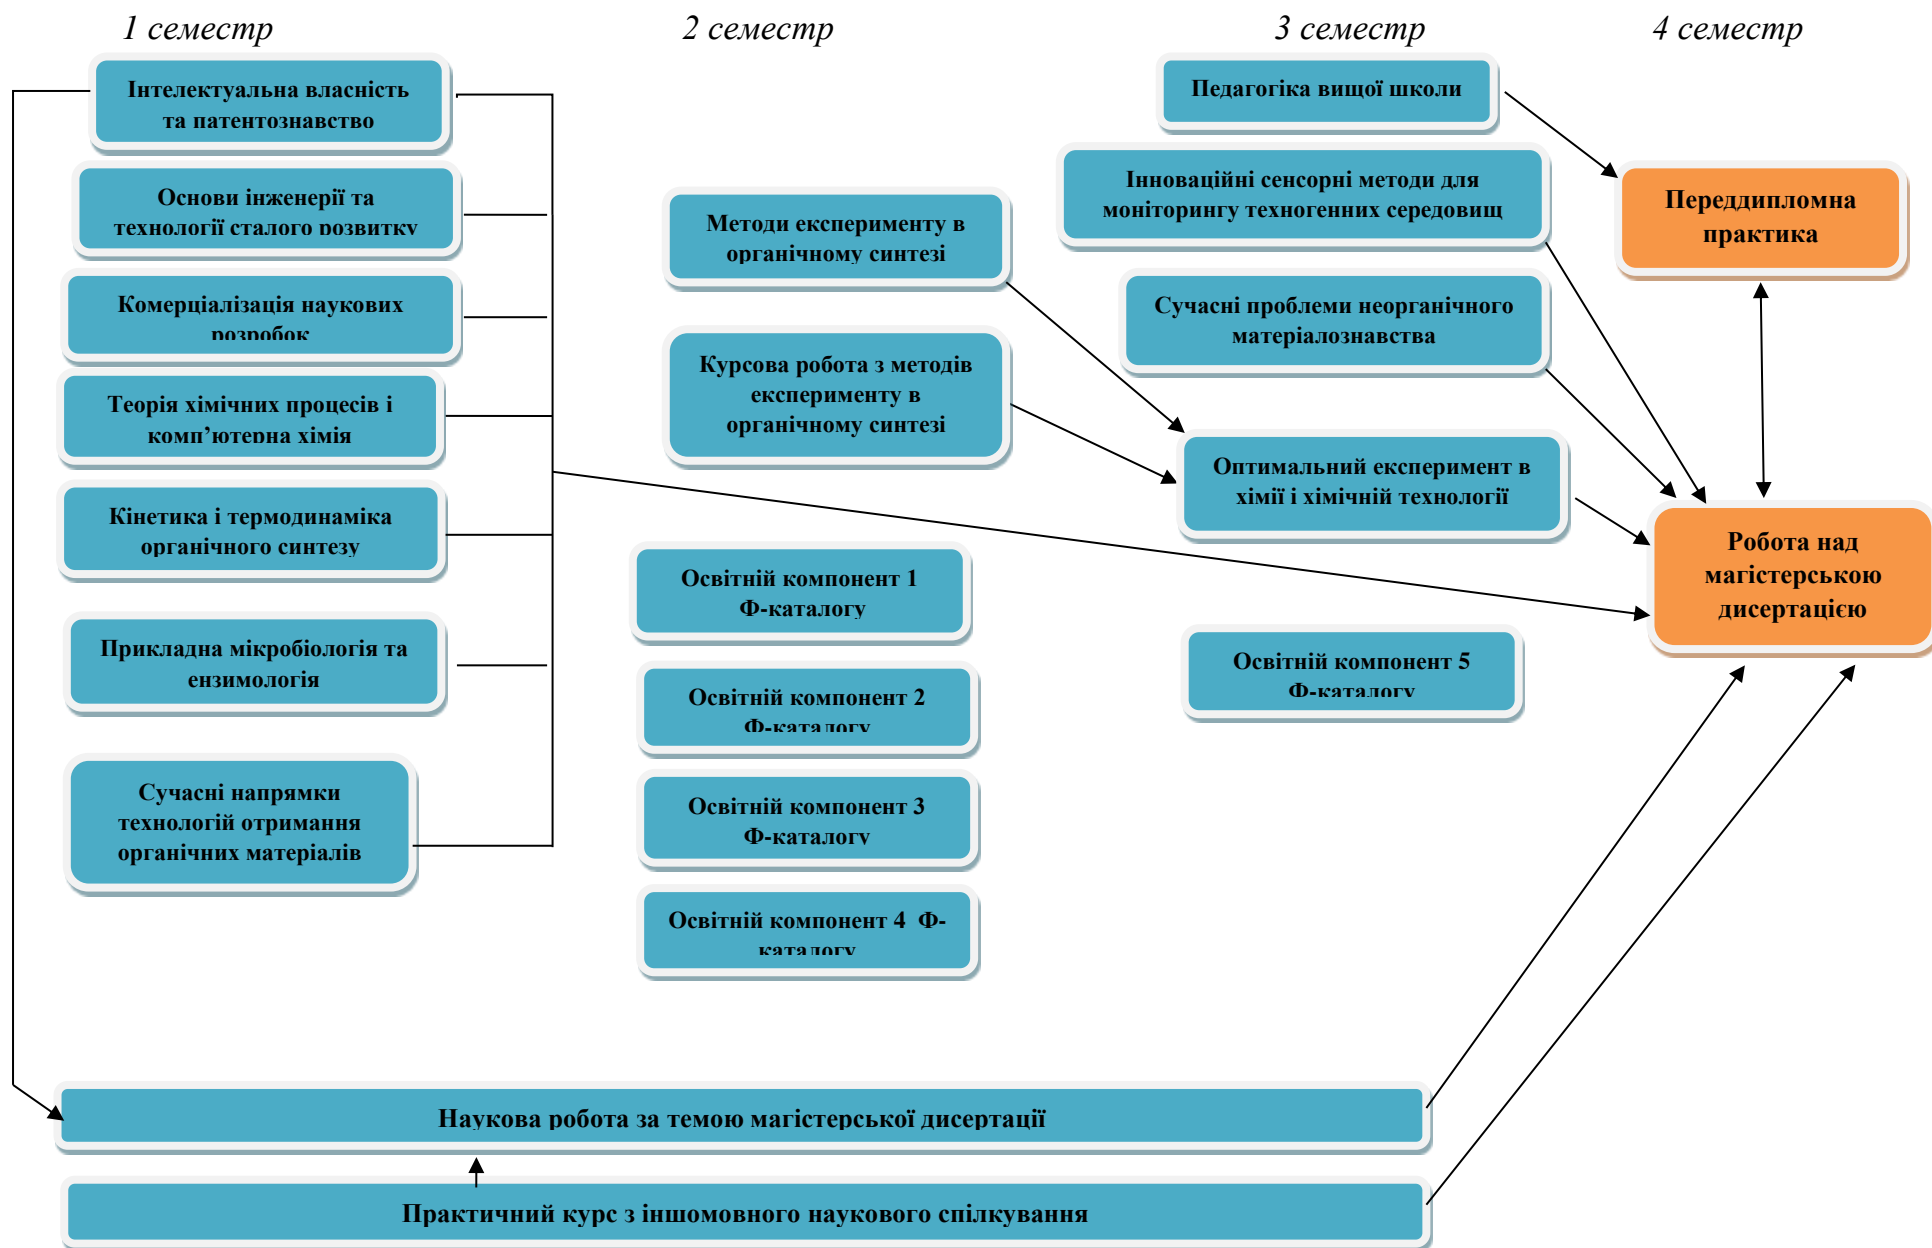 1 семестр
2 семестр
3 семестр
4 семестр
Інтелектуальна власність
та патентознавство
Основи інженерії та
технології сталого розвитку
Комерціалізація наукових
розробок
Теорія хімічних процесів і
комп’ютерна хімія
Кінетика і термодинаміка
органічного синтезу
Прикладна мікробіологія та
ензимологія
Сучасні напрямки
технологій отримання
органічних матеріалів
Методи експерименту в
органічному синтезі
Курсова робота з методів
експерименту в
органічному синтезі
Освітній компонент 1
Ф-каталогу
Освітній компонент 2
Ф-каталогу
Освітній компонент 3
Ф-каталогу
Освітній компонент 4 Ф-
каталогу
Педагогіка вищої школи
Інноваційні сенсорні методи для
моніторингу техногенних середовищ
Сучасні проблеми неорганічного
матеріалознавства
Оптимальний експеримент в
хімії і хімічній технології
Освітній компонент 5
Ф-каталогу
Переддипломна
практика
Робота над
магістерською
дисертацією
Наукова робота за темою магістерської дисертації
Практичний курс з іншомовного наукового спілкування